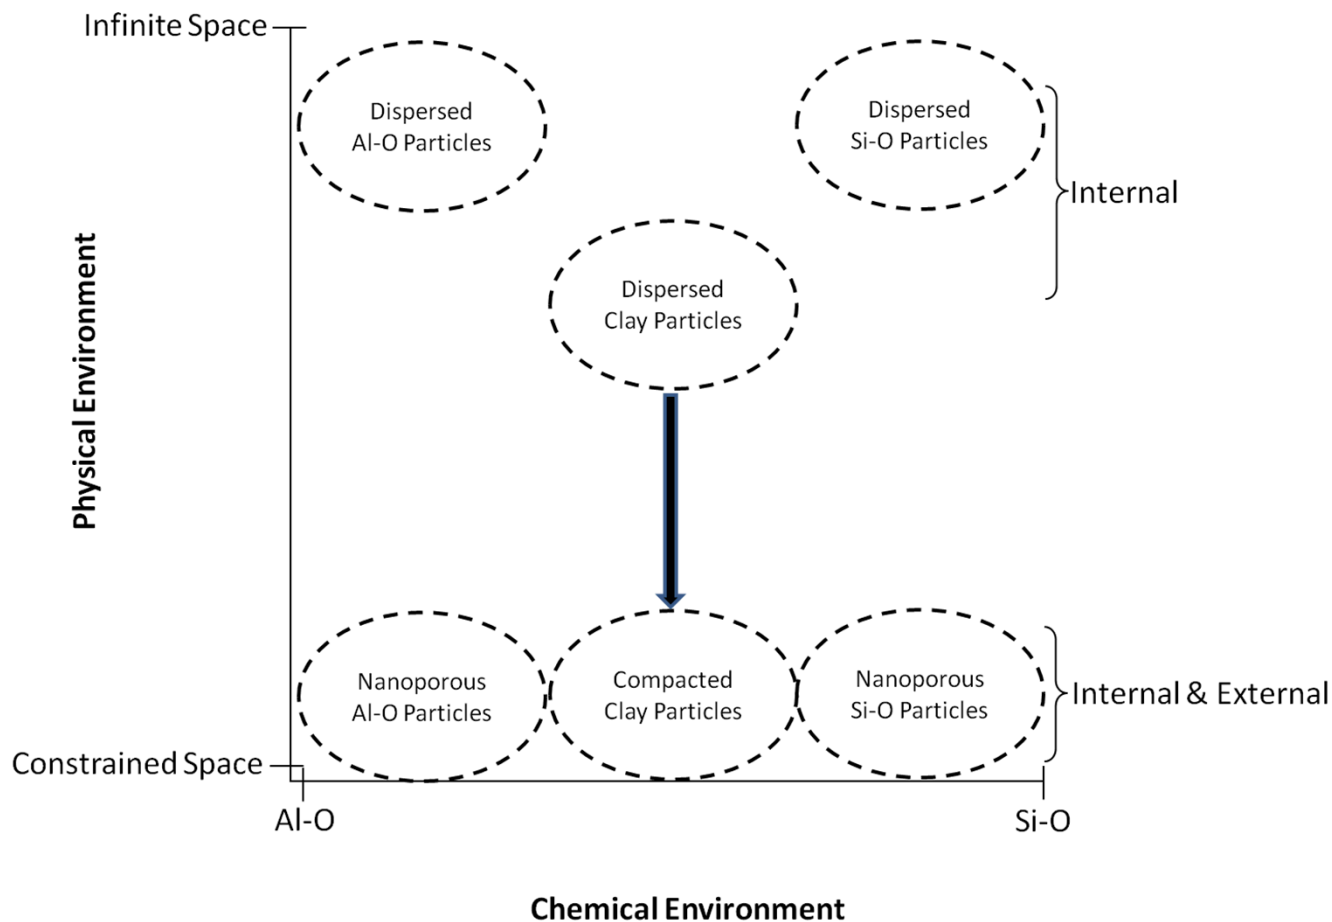 Infinite Space
Dispersed
Al-O Particles
Dispersed
Si-O Particles
Internal
Dispersed
Clay Particles
Physical Environment
Nanoporous
Al-O Particles
Compacted
Clay Particles
Nanoporous
Si-O Particles
Internal & External
Constrained Space
Al-O
Si-O
Chemical Environment